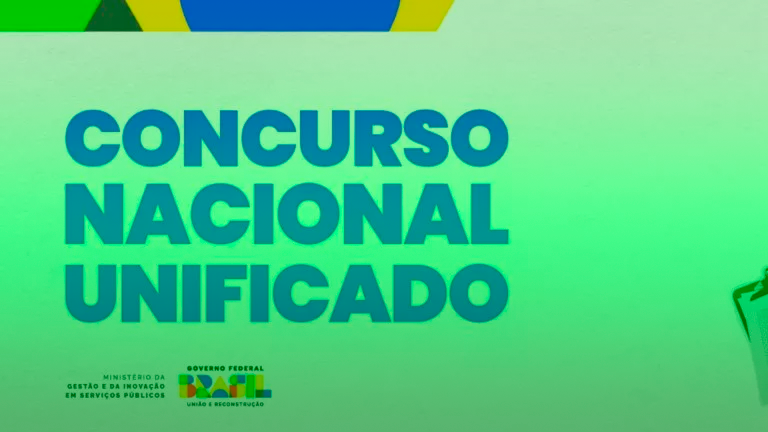 CONCURSO
NACIONAL
UNIFICADO
MINISTÉRIO DA
GESTÃO E DA INOVAÇÃO
EM SERVIÇOS PÚBLICOS
GOVERNO FEDERAL
BRASIL
UNIÃO E RECONSTRUÇÃO